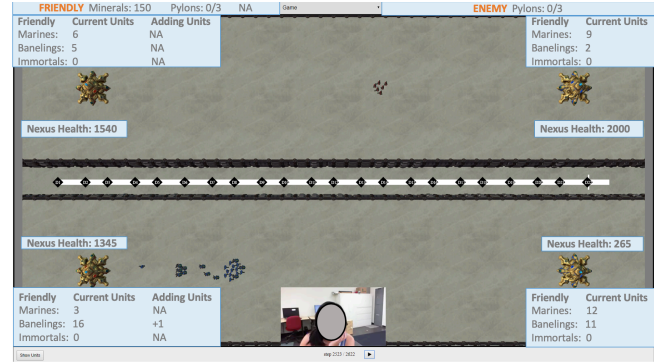 FRIENDLY Minerals: 150 Pylons: 0/3 NA
Game
ENEMY Pylons: 0/3
Friendly Current Units Adding Units
Marines: 6 NA
Banelings: 5 NA
Immortals: 0 NA
Friendly Current Units
Marines: 9
Banelings: 2
Immortals: 0
Nexus Health: 1540
Nexus Health: 2000
Nexus Health: 1345
Nexus Health: 265
Friendly Current Units Adding Units
Marines: 3 NA
Banelings: 16 +1
Immortals: 0 NA
Friendly Current Units
Marines: 12
Banelings: 11
Immortals: 0
Show Units
step 2523 / 2622